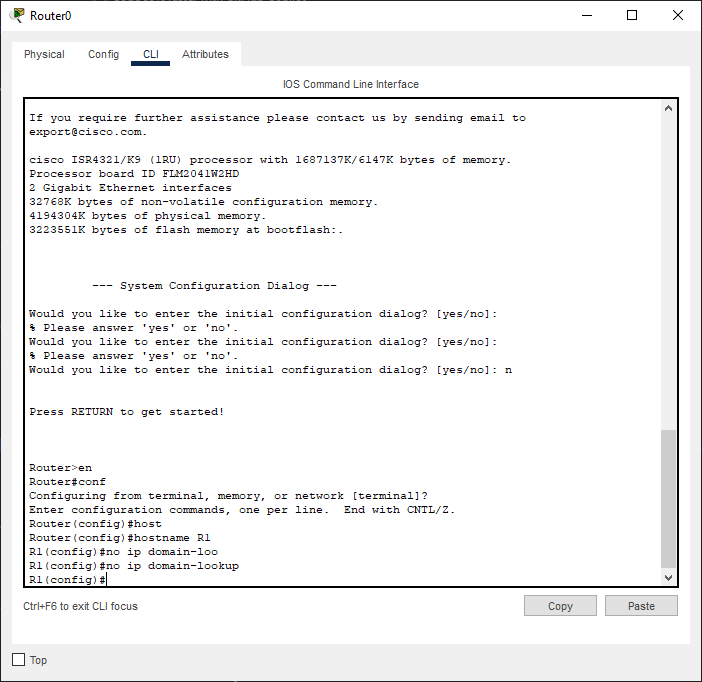 Router0
Physical Config CLI Attributes
IOS Command Line Interface
If you require further assistance please contact us by sending email to
export@cisco.com.
cisco ISR4321/K9 (1RU) processor with 1687137K/6147K bytes of memory.
Processor board ID FLM2041W2HD
2 Gigabit Ethernet interfaces
32768K bytes of non-volatile configuration memory.
4194304K bytes of physical memory.
3223551K bytes of flash memory at bootflash:.
--- System Configuration Dialog ---
Would you like to enter the initial configuration dialog? [yes/no]:
% Please answer 'yes' or 'no'.
Would you like to enter the initial configuration dialog? [yes/no]:
% Please answer 'yes' or 'no'.
Would you like to enter the initial configuration dialog? [yes/no]: n
Press RETURN to get started!
Router>en
Router#conf
Configuring from terminal, memory, or network [terminal]?
Enter configuration commands, one per line.  End with CNTL/Z.
Router(config)#host
Router(config)#hostname R1
R1(config)#no ip domain-loo
R1(config)#no ip domain-lookup
R1(config)#
Ctrl+F6 to exit CLI focus
Copy Paste
Top